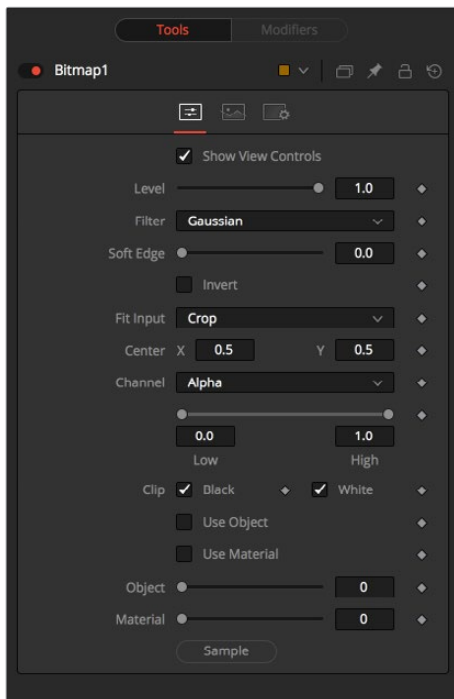 Tools Modifiers
Bitmap1
Show View Controls
Level 1.0
Filter Gaussian
Soft Edge 0.0
Invert
Fit Input Crop
Center X 0.5 Y 0.5
Channel Alpha
0.0 1.0
Low High
Clip Black White
Use Object
Use Material
Object 0
Material 0
Sample